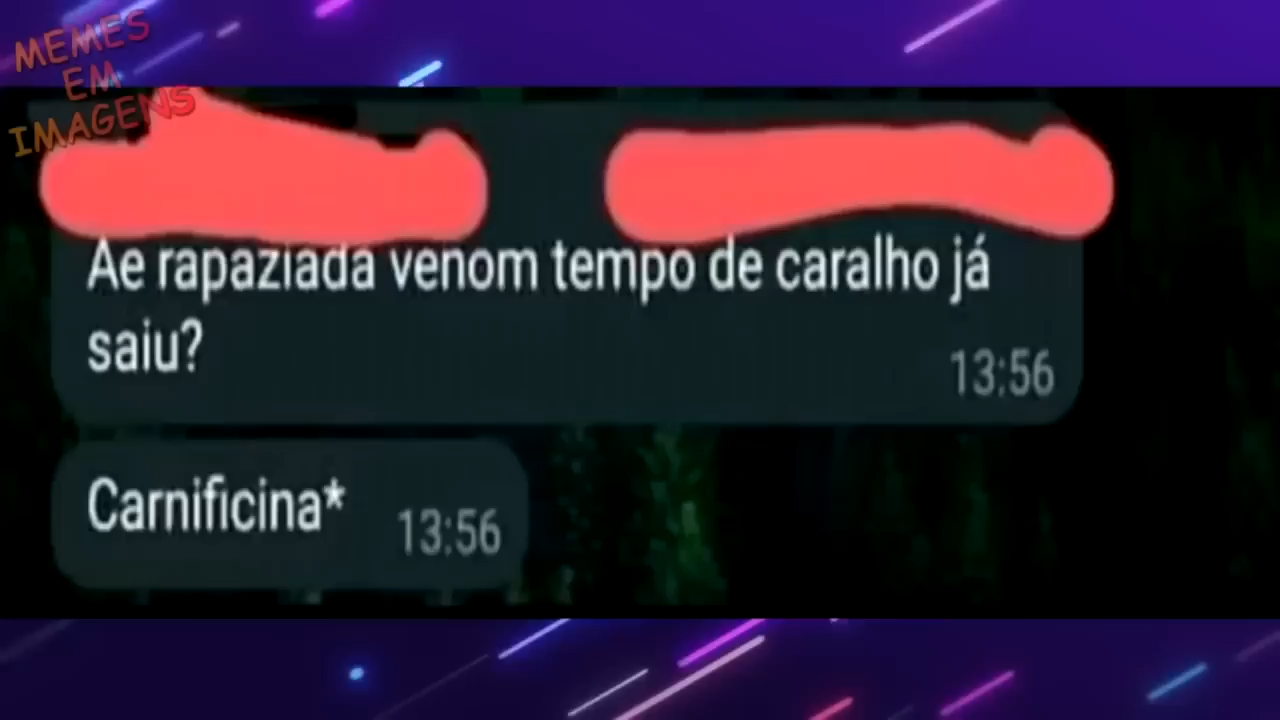 MEMES
EM
IMAGENS
Ae rapaziada venom tempo de caralho já
saiu?
13:56
Carnificina*
13:56